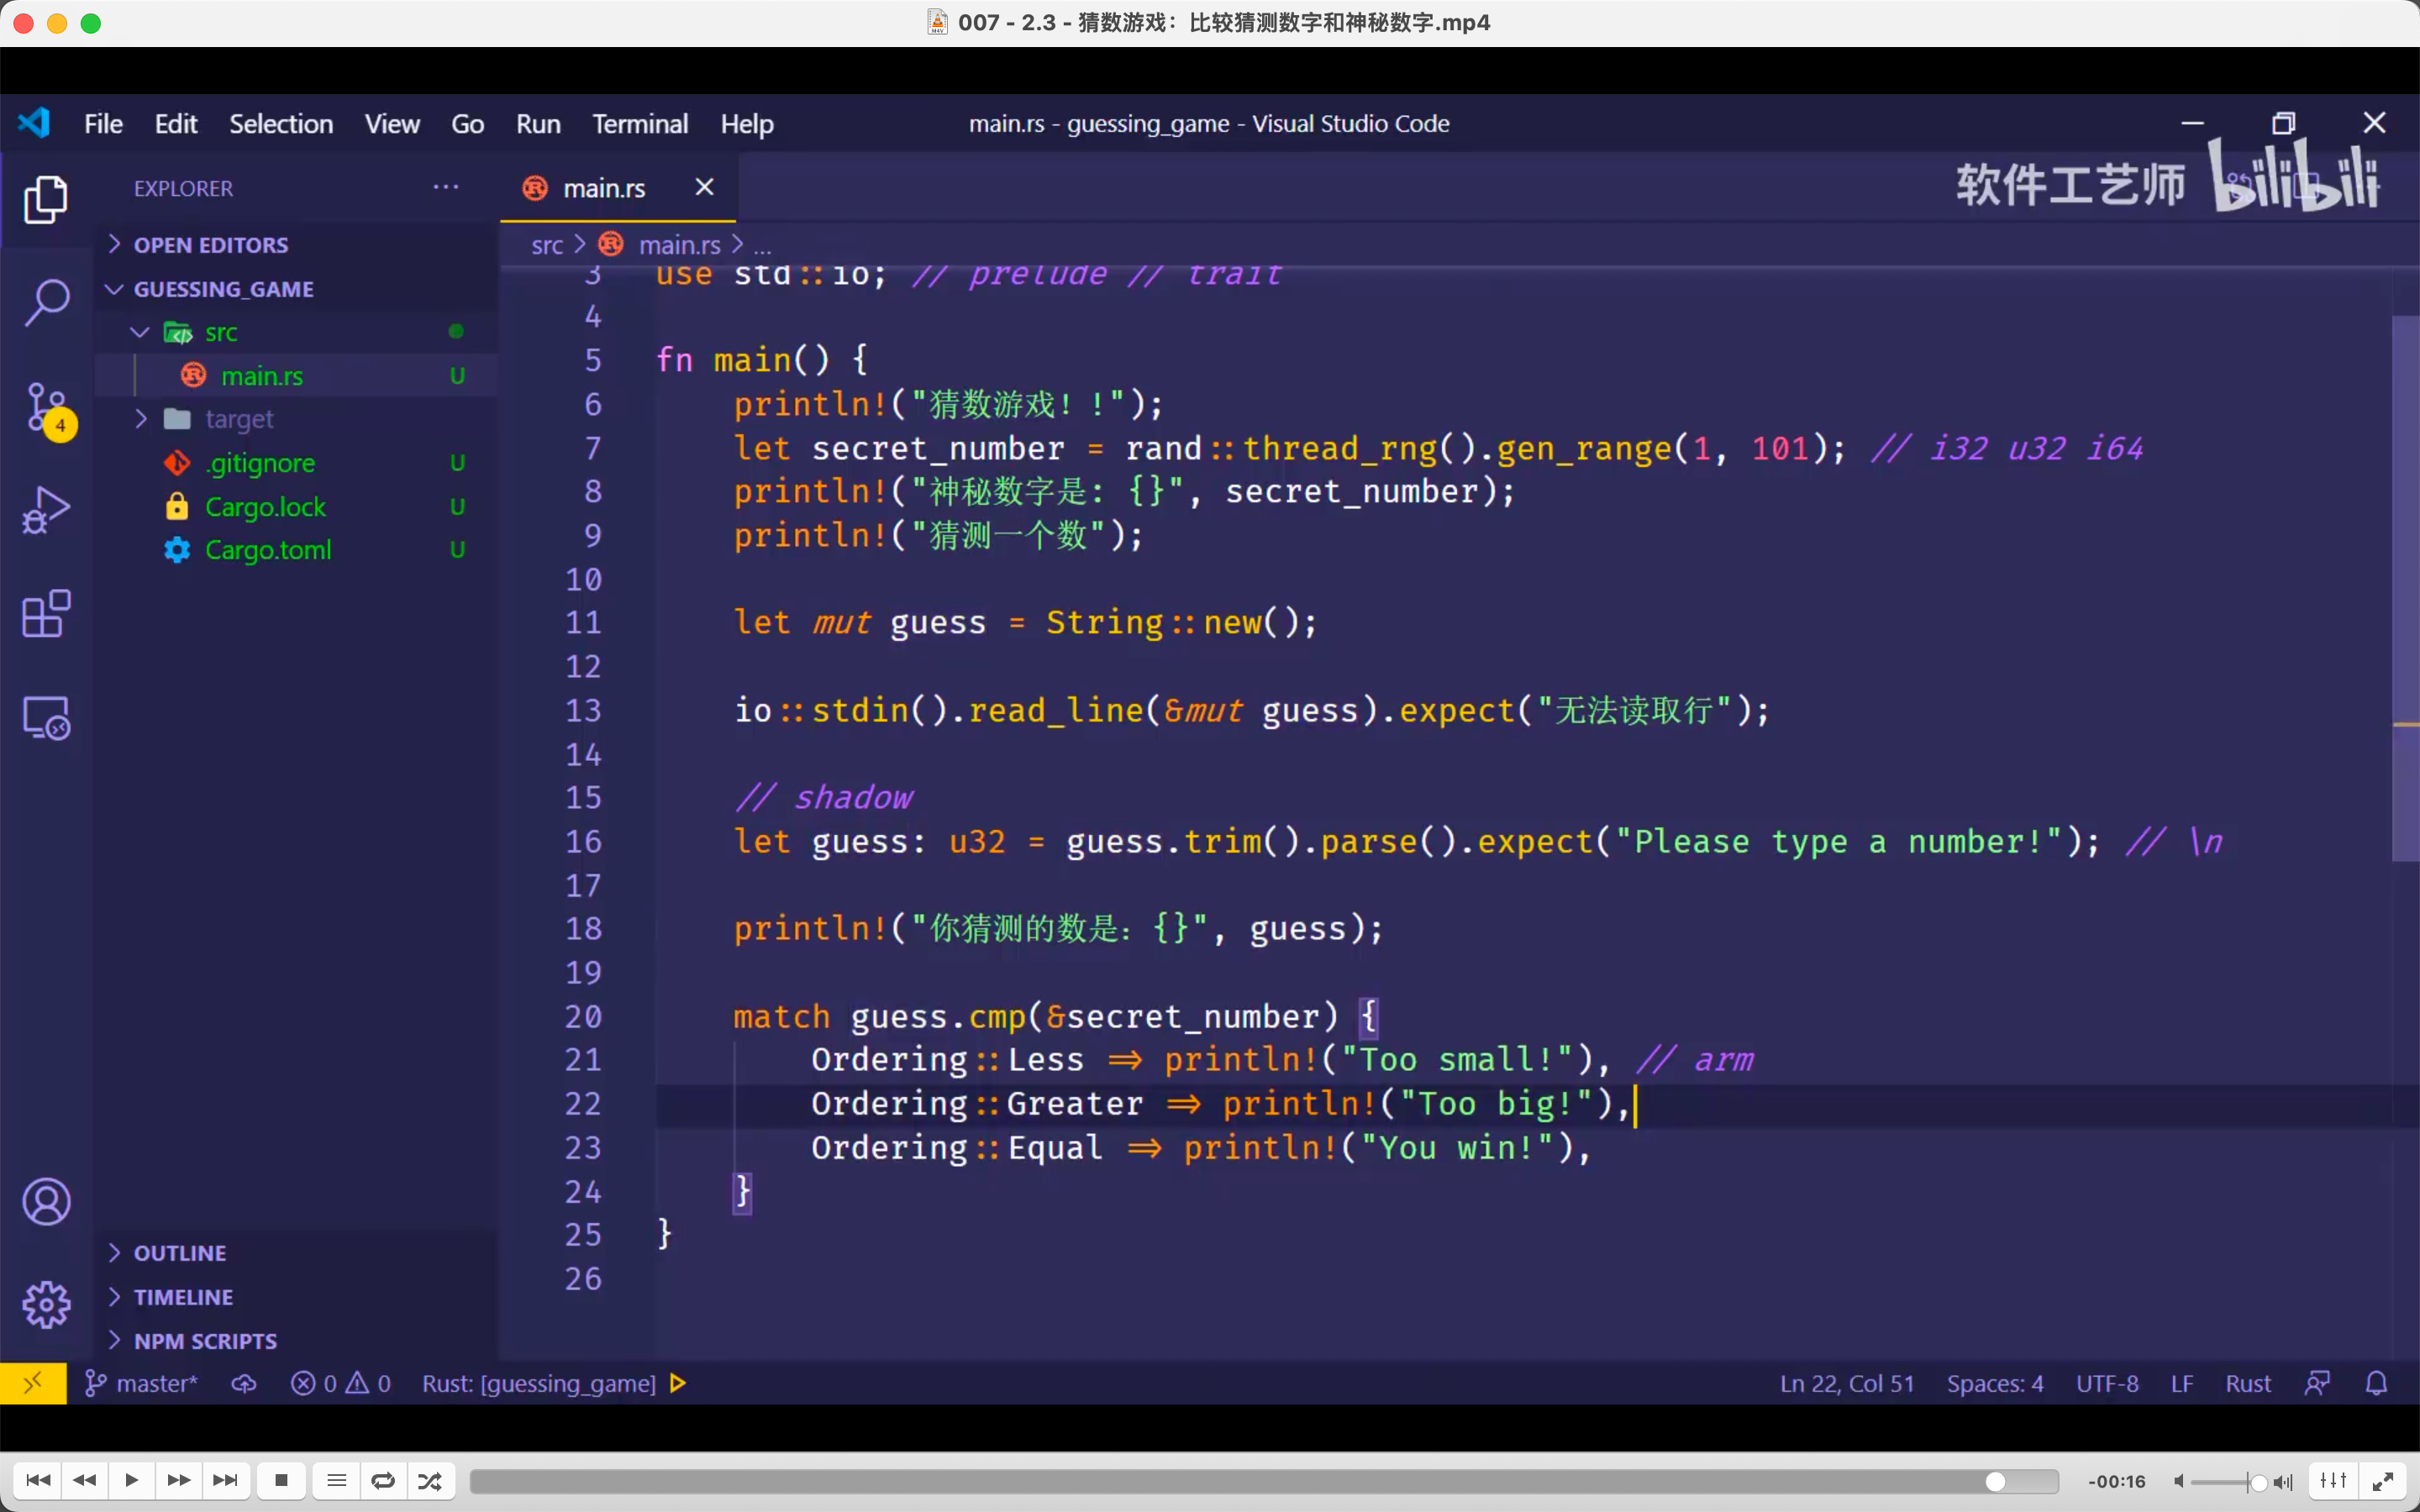 007 - 2.3 - 猜数游戏：比较猜测数字和神秘数字.mp4
File Edit Selection View Go Run Terminal Help
main.rs - guessing_game - Visual Studio Code
软件工艺师 bilibili
EXPLORER
OPEN EDITORS
GUESSING_GAME
src
main.rs U
target
.gitignore U
Cargo.lock U
Cargo.toml U
4
OUTLINE
TIMELINE
NPM SCRIPTS
main.rs
src > main.rs > ...
3 use std::io; // prelude // trait
4
5 fn main() {
6 println!("猜数游戏！！");
7 let secret_number = rand::thread_rng().gen_range(1, 101); // i32 u32 i64
8 println!("神秘数字是: {}", secret_number);
9 println!("猜测一个数");
10
11 let mut guess = String::new();
12
13 io::stdin().read_line(&mut guess).expect("无法读取行");
14
15 // shadow
16 let guess: u32 = guess.trim().parse().expect("Please type a number!"); // \n
17
18 println!("你猜测的数是：{}", guess);
19
20 match guess.cmp(&secret_number) {
21 Ordering::Less => println!("Too small!"), // arm
22 Ordering::Greater => println!("Too big!"),
23 Ordering::Equal => println!("You win!"),
24 }
25 }
26
master* 0 0 Rust: [guessing_game]
Ln 22, Col 51 Spaces: 4 UTF-8 LF Rust
-00:16